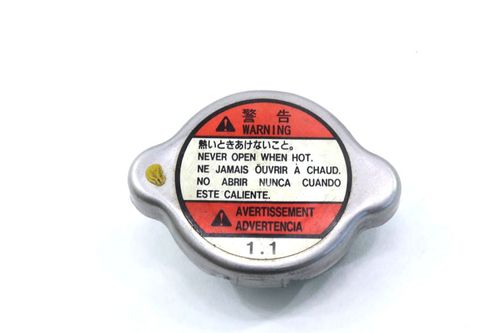 警告
WARNING
熱いときあけないこと。
NEVER OPEN WHEN HOT.
NE JAMAIS ÖUVRIR À CHAUD.
NO ABRIR NUNCA CUANDO
ESTE CALIENTE.
AVERTISSEMENT
ADVERTENCIA
1.1